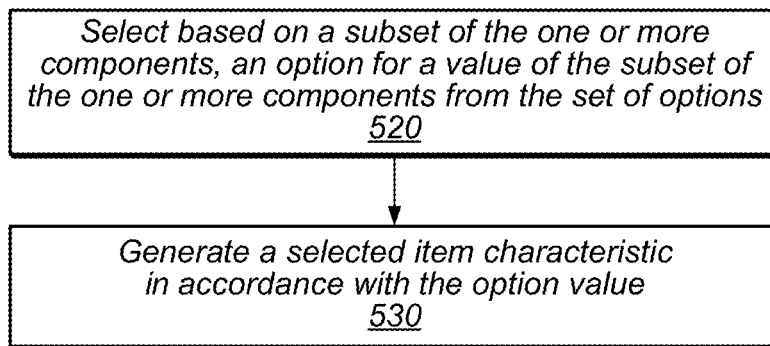 Select based on a subset of the one or more
components, an option for a value of the subset of
the one or more components from the set of options
520
Generate a selected item characteristic
in accordance with the option value
530